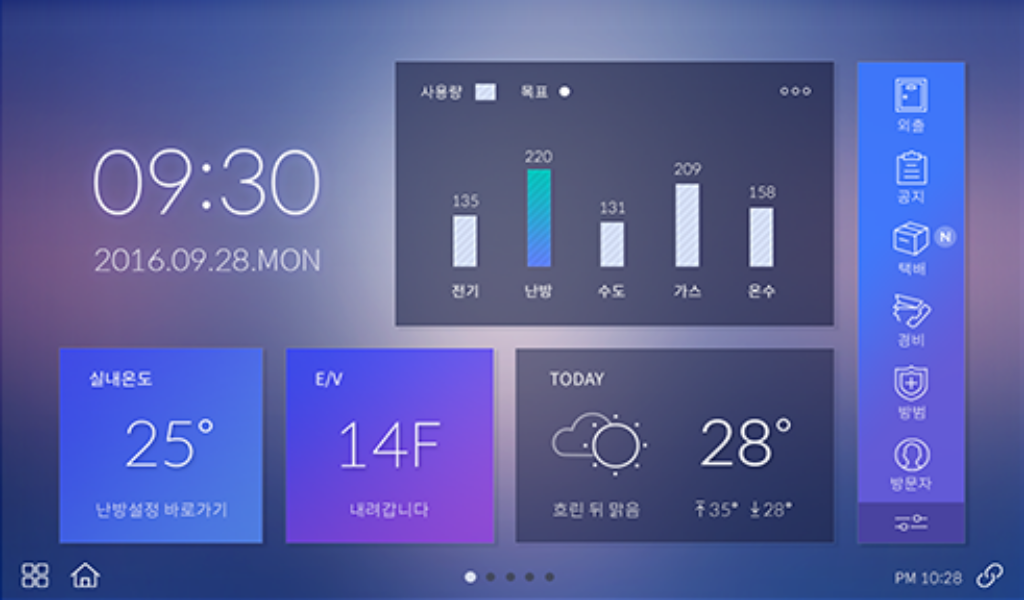 09:30
2016.09.28.MON
사용량 목표
135 220 131 209 158
전기 난방 수도 가스 온수
실내온도
25°
난방설정 바로가기
E/V
14F
내려갑니다
TODAY
28°
흐린 뒤 맑음 35° 28°
외출
공지
택배 N
경비
방범
방문자
PM 10:28